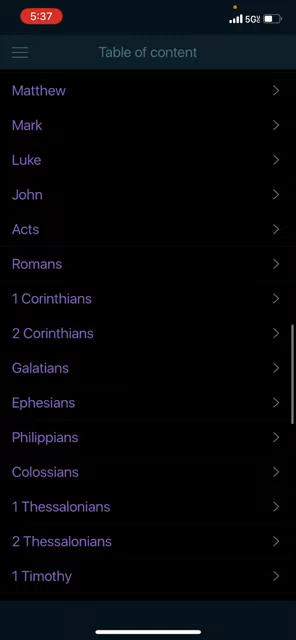 5:37
5G
Table of content
Matthew
Mark
Luke
John
Acts
Romans
1 Corinthians
2 Corinthians
Galatians
Ephesians
Philippians
Colossians
1 Thessalonians
2 Thessalonians
1 Timothy